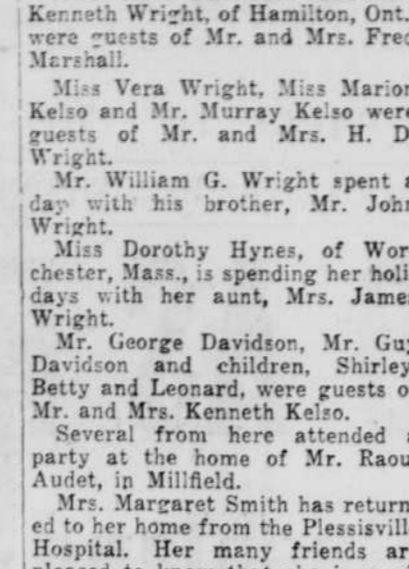 Kenneth Wright, of Hamilton, Ont.
were guests of Mr. and Mrs. Fred
Marshall.
Miss Vera Wright, Miss Marion
Kelso and Mr. Murray Kelso were
guests of Mr. and Mrs. H. D
Wright.
Mr. William G. Wright spent a
day with his brother, Mr. John
Wright.
Miss Dorothy Hynes, of Wor
chester, Mass., is spending her holi
days with her aunt, Mrs. James
Wright.
Mr. George Davidson, Mr. Guy
Davidson and children, Shirley
Betty and Leonard, were guests o
Mr. and Mrs. Kenneth Kelso.
Several from here attended a
party at the home of Mr. Raou
Audet, in Millfield.
Mrs. Margaret Smith has return
ed to her home from the Plessisvill
Hospital. Her many friends ar